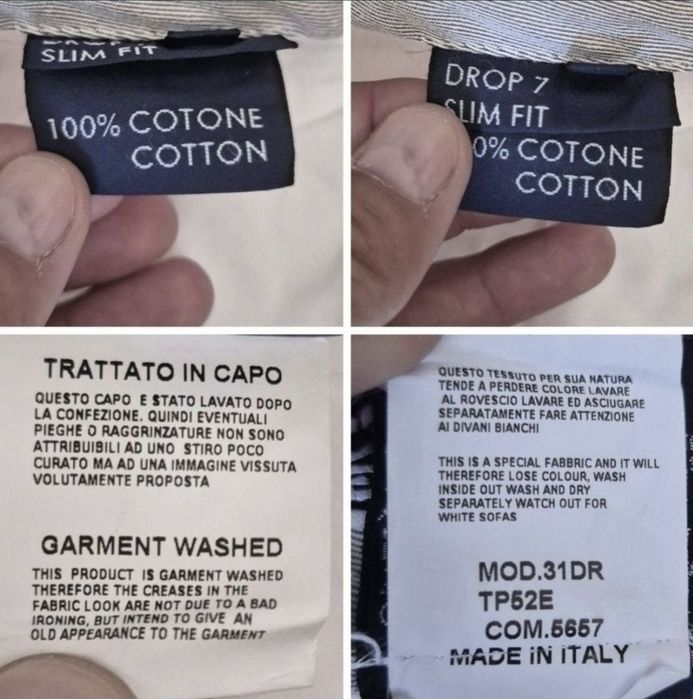 SLIM FIT
100% COTONE
COTTON
DROP 7
SLIM FIT
0% COTONE
COTTON
TRATTATO IN CAPO
QUESTO CAPO E STATO LAVATO DOPO
LA CONFEZIONE. QUINDI EVENTUALI
PIEGHE O RAGGRINZATURE NON SONO
ATTRIBUIBILI AD UNO STIRO POCO
CURATO MA AD UNA IMMAGINE VISSUTA
VOLUTAMENTE PROPOSTA
GARMENT WASHED
THIS PRODUCT IS GARMENT WASHED
THEREFORE THE CREASES IN THE
FABRIC LOOK ARE NOT DUE TO A BAD
IRONING, BUT INTEND TO GIVE AN
OLD APPEARANCE TO THE GARMENT
QUESTO TESSUTO PER SUA NATURA
TENDE A PERDERE COLORE LAVARE
AL ROVESCIO LAVARE ED ASCIUGARE
SEPARATAMENTE FARE ATTENZIONE
AI DIVANI BIANCHI
THIS IS A SPECIAL FABBRIC AND IT WILL
THEREFORE LOSE COLOUR, WASH
INSIDE OUT WASH AND DRY
SEPARATELY WATCH OUT FOR
WHITE SOFAS
MOD.31DR
TP52E
COM.5657
MADE iN iTALY